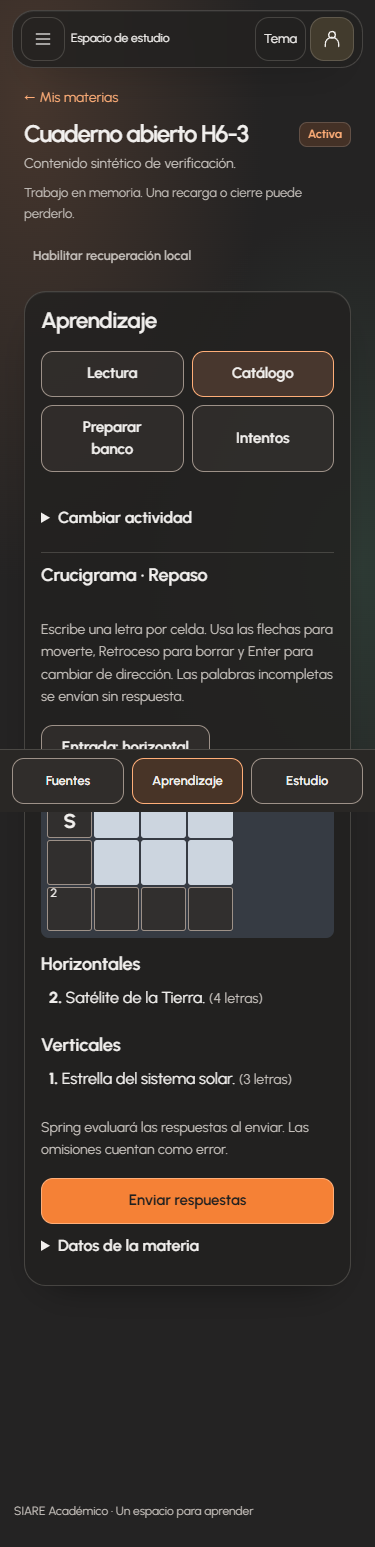 Espacio de estudio
Tema
← Mis materias
Cuaderno abierto H6-3
Activa
Contenido sintético de verificación.
Trabajo en memoria. Una recarga o cierre puede
perderlo.
Habilitar recuperación local
Aprendizaje
Lectura
Catálogo
Preparar
banco
Intentos
▶ Cambiar actividad
Crucigrama · Repaso
Escribe una letra por celda. Usa las flechas para
moverte, Retroceso para borrar y Enter para
cambiar de dirección. Las palabras incompletas
se envían sin respuesta.
Entrada: horizontal
Fuentes
Aprendizaje
Estudio
S
2
Horizontales
2. Satélite de la Tierra. (4 letras)
Verticales
1. Estrella del sistema solar. (3 letras)
Spring evaluará las respuestas al enviar. Las
omisiones cuentan como error.
Enviar respuestas
▶ Datos de la materia
SIARE Académico · Un espacio para aprender